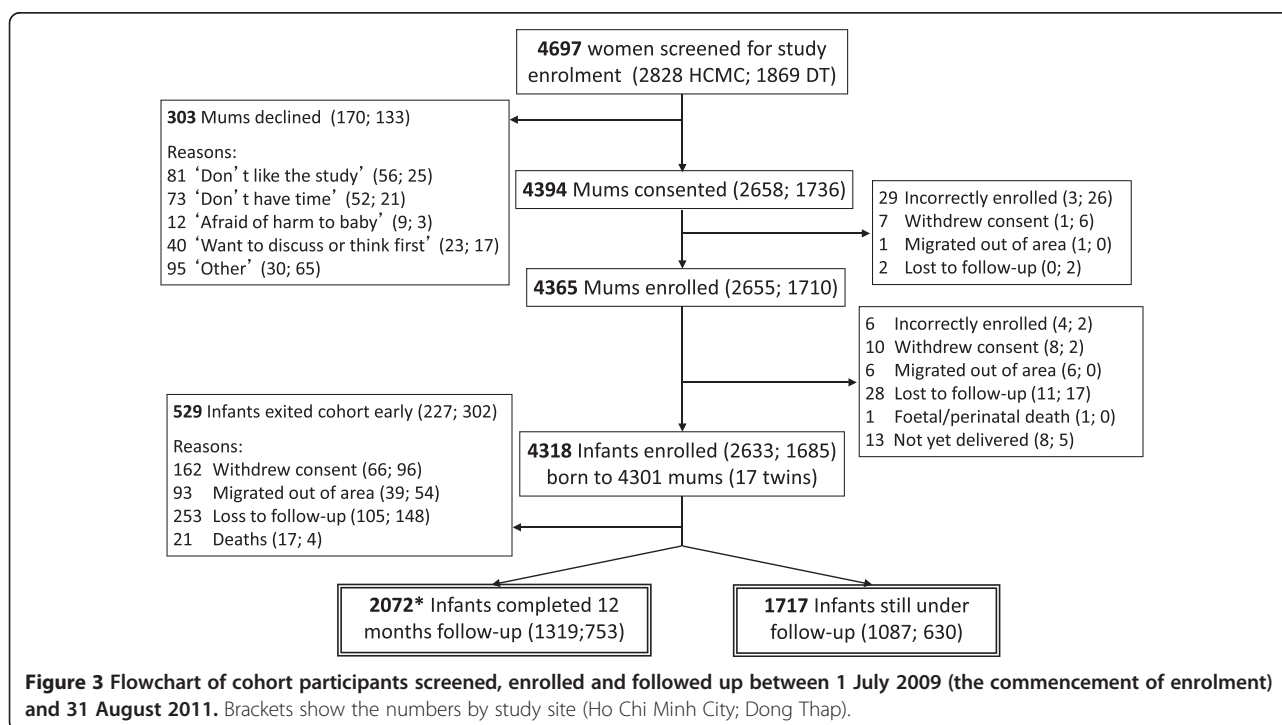 4697 women screened for study
enrolment (2828 HCMC; 1869 DT)
303 Mums declined (170; 133)
Reasons:
81 ‘Don’t like the study’ (56; 25)
73 ‘Don’t have time’ (52; 21)
12 ‘Afraid of harm to baby’ (9; 3)
40 ‘Want to discuss or think first’ (23; 17)
95 ‘Other’ (30; 65)
4394 Mums consented (2658; 1736)
29 Incorrectly enrolled (3; 26)
7 Withdrew consent (1; 6)
1 Migrated out of area (1; 0)
2 Lost to follow-up (0; 2)
4365 Mums enrolled (2655; 1710)
6 Incorrectly enrolled (4; 2)
10 Withdrew consent (8; 2)
6 Migrated out of area (6; 0)
28 Lost to follow-up (11; 17)
1 Foetal/perinatal death (1; 0)
13 Not yet delivered (8; 5)
529 Infants exited cohort early (227; 302)
Reasons:
162 Withdrew consent (66; 96)
93 Migrated out of area (39; 54)
253 Loss to follow-up (105; 148)
21 Deaths (17; 4)
4318 Infants enrolled (2633; 1685)
born to 4301 mums (17 twins)
2072* Infants completed 12
months follow-up (1319;753)
1717 Infants still under
follow-up (1087; 630)
Figure 3 Flowchart of cohort participants screened, enrolled and followed up between 1 July 2009 (the commencement of enrolment)
and 31 August 2011. Brackets show the numbers by study site (Ho Chi Minh City; Dong Thap).